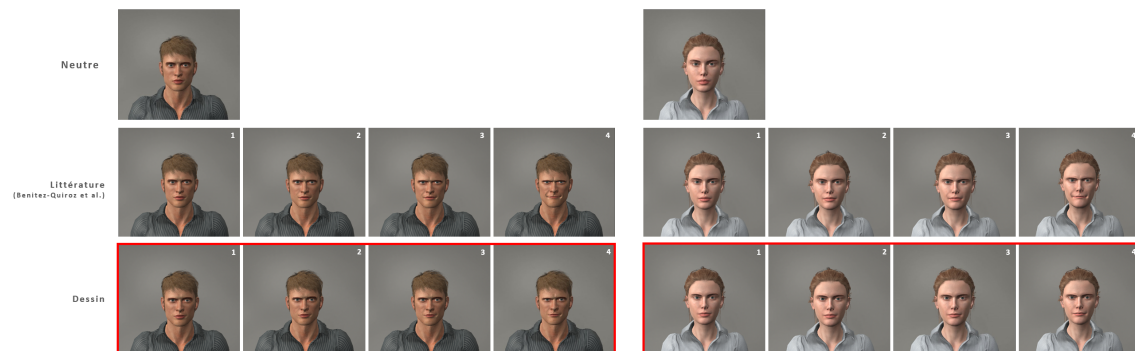 Neutre
1 2 3 4 1 2 3 4
Littérature
(Benitez-Quiroz et al.)
1 2 3 4 1 2 3 4
Dessin